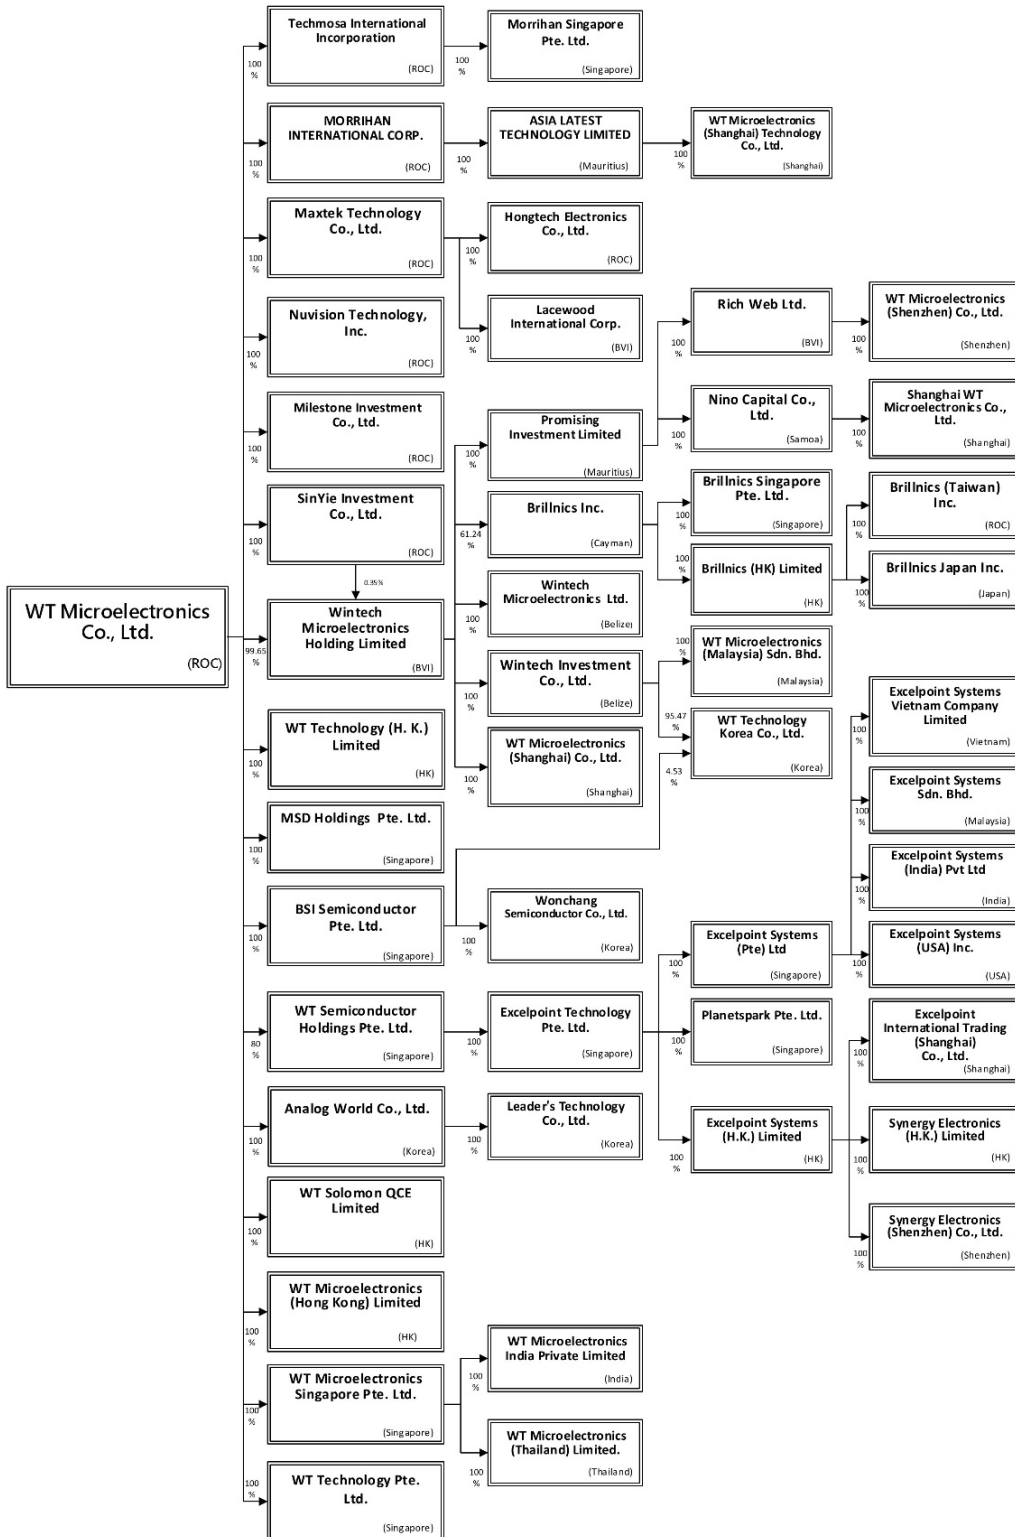 WT Microelectronics
Co., Ltd.
(ROC)
100
%
Techmosa International
Incorporation
(ROC)
100
%
Morrihan Singapore
Pte. Ltd.
(Singapore)
100
%
MORRIHAN
INTERNATIONAL CORP.
(ROC)
100
%
ASIA LATEST
TECHNOLOGY LIMITED
(Mauritius)
100
%
WT Microelectronics
(Shanghai) Technology
Co., Ltd.
(Shanghai)
100
%
Maxtek Technology
Co., Ltd.
(ROC)
100
%
Hongtech Electronics
Co., Ltd.
(ROC)
100
%
Lacewood
International Corp.
(BVI)
100
%
Nuvision Technology,
Inc.
(ROC)
100
%
Milestone Investment
Co., Ltd.
(ROC)
100
%
SinYie Investment
Co., Ltd.
(ROC)
0.35%
99.65
%
Wintech
Microelectronics
Holding Limited
(BVI)
100
%
Promising
Investment Limited
(Mauritius)
100
%
Rich Web Ltd.
(BVI)
100
%
WT Microelectronics
(Shenzhen) Co., Ltd.
(Shenzhen)
100
%
Nino Capital Co.,
Ltd.
(Samoa)
100
%
Shanghai WT
Microelectronics Co.,
Ltd.
(Shanghai)
61.24
%
Brillnics Inc.
(Cayman)
100
%
Brillnics Singapore
Pte. Ltd.
(Singapore)
100
%
Brillnics (HK) Limited
(HK)
100
%
Brillnics (Taiwan)
Inc.
(ROC)
100
%
Brillnics Japan Inc.
(Japan)
100
%
Wintech
Microelectronics Ltd.
(Belize)
100
%
Wintech Investment
Co., Ltd.
(Belize)
100
%
WT Microelectronics
(Malaysia) Sdn. Bhd.
(Malaysia)
95.47
%
WT Technology
Korea Co., Ltd.
(Korea)
4.53
%
100
%
WT Microelectronics
(Shanghai) Co., Ltd.
(Shanghai)
100
%
WT Technology (H. K.)
Limited
(HK)
100
%
MSD Holdings Pte. Ltd.
(Singapore)
100
%
BSI Semiconductor
Pte. Ltd.
(Singapore)
100
%
Wonchang
Semiconductor Co., Ltd.
(Korea)
80
%
WT Semiconductor
Holdings Pte. Ltd.
(Singapore)
100
%
Excelpoint Technology
Pte. Ltd.
(Singapore)
100
%
Excelpoint Systems
(Pte) Ltd
(Singapore)
100
%
Excelpoint Systems
Vietnam Company
Limited
(Vietnam)
100
%
Excelpoint Systems
Sdn. Bhd.
(Malaysia)
100
%
Excelpoint Systems
(India) Pvt Ltd
(India)
100
%
Excelpoint Systems
(USA) Inc.
(USA)
100
%
Planetspark Pte. Ltd.
(Singapore)
100
%
Excelpoint Systems
(H.K.) Limited
(HK)
100
%
Excelpoint
International Trading
(Shanghai)
Co., Ltd.
(Shanghai)
100
%
Synergy Electronics
(H.K.) Limited
(HK)
100
%
Synergy Electronics
(Shenzhen) Co., Ltd.
(Shenzhen)
100
%
Analog World Co., Ltd.
(Korea)
100
%
Leader's Technology
Co., Ltd.
(Korea)
100
%
WT Solomon QCE
Limited
(HK)
100
%
WT Microelectronics
(Hong Kong) Limited
(HK)
100
%
WT Microelectronics
Singapore Pte. Ltd.
(Singapore)
100
%
WT Microelectronics
India Private Limited
(India)
100
%
WT Microelectronics
(Thailand) Limited.
(Thailand)
100
%
WT Technology Pte.
Ltd.
(Singapore)